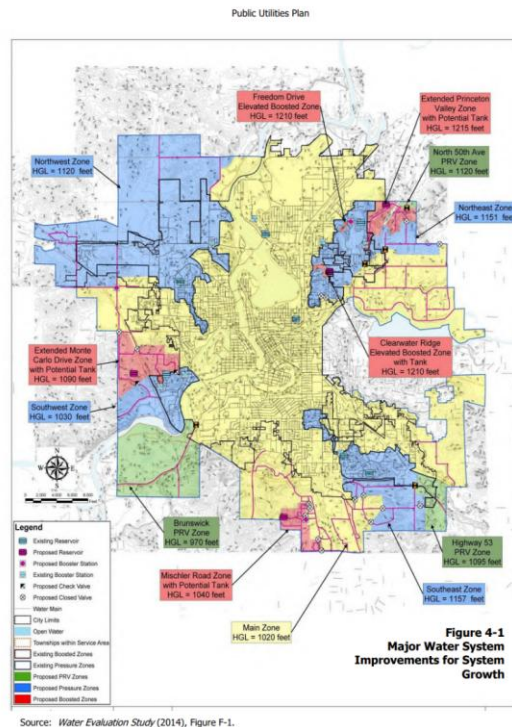 Public Utilities Plan
Freedom Drive
Elevated Boosted Zone
HGL = 1210 feet
Extended Princeton
Valley Zone
with Potential Tank
HGL = 1215 feet
North 50th Ave
PRV Zone
HGL = 1120 feet
Northwest Zone
HGL = 1120 feet
Northeast Zone
HGL = 1151 feet
Clearwater Ridge
Elevated Boosted Zone
with Tank
HGL = 1210 feet
Extended Monte
Carlo Drive Zone
with Potential Tank
HGL = 1090 feet
Southwest Zone
HGL = 1030 feet
N
W
E
S
Brunswick
PRV Zone
HGL = 970 feet
Highway 53
PRV Zone
HGL = 1095 feet
Mischler Road Zone
with Potential Tank
HGL = 1040 feet
Southeast Zone
HGL = 1157 feet
Main Zone
HGL = 1020 feet
Legend
Existing Reservoir
Proposed Reservoir
Proposed Booster Station
Existing Booster Station
Proposed Check Valve
Proposed Closed Valve
Water Main
City Limits
Open Water
Townships within Service Area
Existing Boosted Zones
Existing Pressure Zones
Proposed PRV Zones
Proposed Pressure Zones
Proposed Boosted Zones
Figure 4-1
Major Water System
Improvements for System
Growth
Source: Water Evaluation Study (2014), Figure F-1.